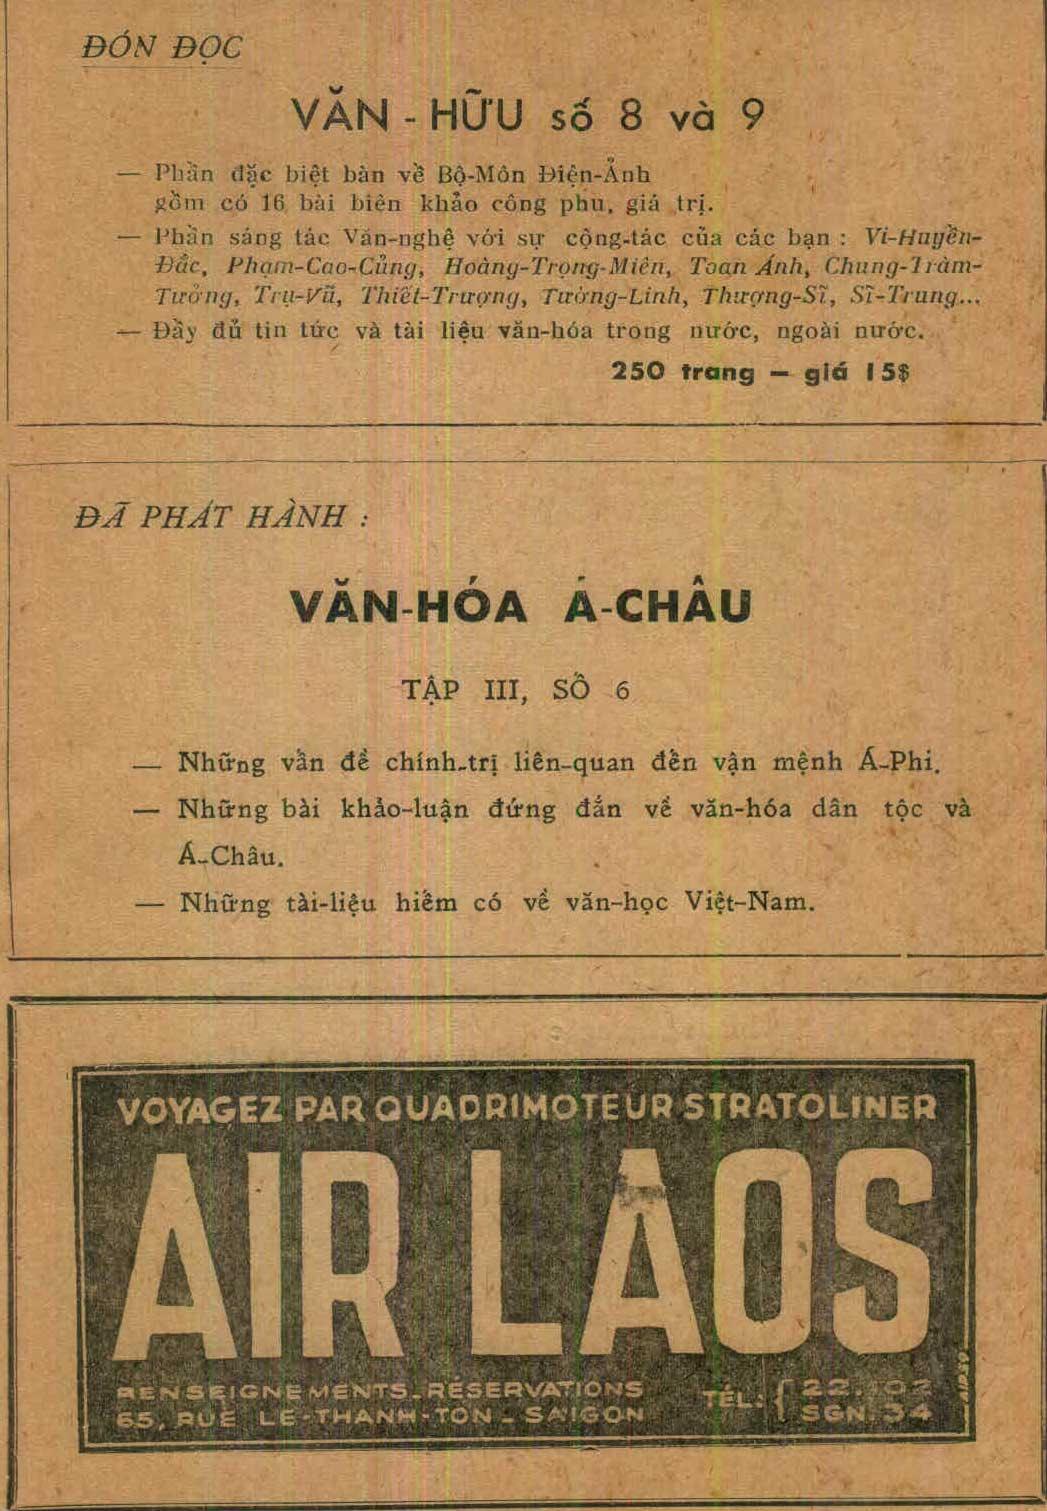 ĐÓN ĐỌC
VĂN - HỮU số 8 và 9
— Phần đặc biệt bàn về Bộ-Môn Điện-Ảnh
gồm có 16 bài biên khảo công phu, giá trị.
— Phần sáng tác Văn-nghệ với sự cộng-tác của các bạn : Vi-Huyền-
Đắc, Phạm-Cao-Củng, Hoàng-Trọng-Miên, Toan Ánh, Chung-Tràm-
Tưởng, Trụ-Vũ, Thiết-Trượng, Tường-Linh, Thượng-Sĩ, Sĩ-Trung...
— Đầy đủ tin tức và tài liệu văn-hóa trong nước, ngoài nước.
250 trang — giá 15$
ĐÃ PHÁT HÀNH :
VĂN-HÓA Á-CHÂU
TẬP III, SỐ 6
— Những vấn đề chính-trị liên-quan đến vận mệnh Á-Phi.
— Những bài khảo-luận đứng đắn về văn-hóa dân tộc và
Á-Châu.
— Những tài-liệu hiếm có về văn-học Việt-Nam.
VOYAGEZ PAR QUADRIMOTEUR STRATOLINER
AIR LAOS
RENSEIGNEMENTS-RÉSERVATIONS
65, RUE LE-THANH-TON - SAIGON
TÉL: { 22.102
SGN. 34